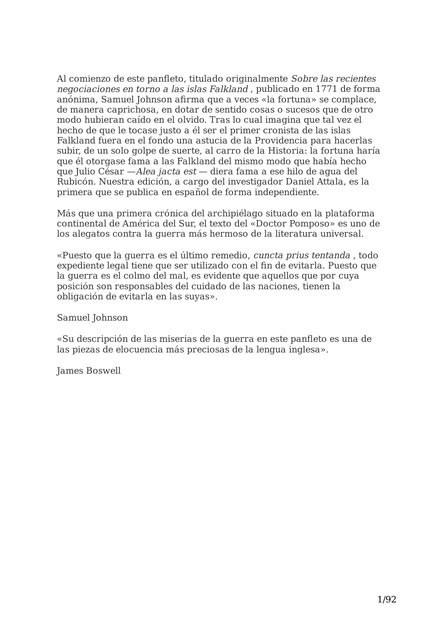 Al comienzo de este panfleto, titulado originalmente Sobre las recientes
negociaciones en torno a las islas Falkland , publicado en 1771 de forma
anónima, Samuel Johnson afirma que a veces «la fortuna» se complace,
de manera caprichosa, en dotar de sentido cosas o sucesos que de otro
modo hubieran caído en el olvido. Tras lo cual imagina que tal vez el
hecho de que le tocase justo a él ser el primer cronista de las islas
Falkland fuera en el fondo una astucia de la Providencia para hacerlas
subir, de un solo golpe de suerte, al carro de la Historia: la fortuna haría
que él otorgase fama a las Falkland del mismo modo que había hecho
que Julio César —Alea jacta est — diera fama a ese hilo de agua del
Rubicón. Nuestra edición, a cargo del investigador Daniel Attala, es la
primera que se publica en español de forma independiente.
Más que una primera crónica del archipiélago situado en la plataforma
continental de América del Sur, el texto del «Doctor Pomposo» es uno de
los alegatos contra la guerra más hermoso de la literatura universal.
«Puesto que la guerra es el último remedio, cuncta prius tentanda , todo
expediente legal tiene que ser utilizado con el fin de evitarla. Puesto que
la guerra es el colmo del mal, es evidente que aquellos que por cuya
posición son responsables del cuidado de las naciones, tienen la
obligación de evitarla en las suyas».
Samuel Johnson
«Su descripción de las miserias de la guerra en este panfleto es una de
las piezas de elocuencia más preciosas de la lengua inglesa».
James Boswell
1/92